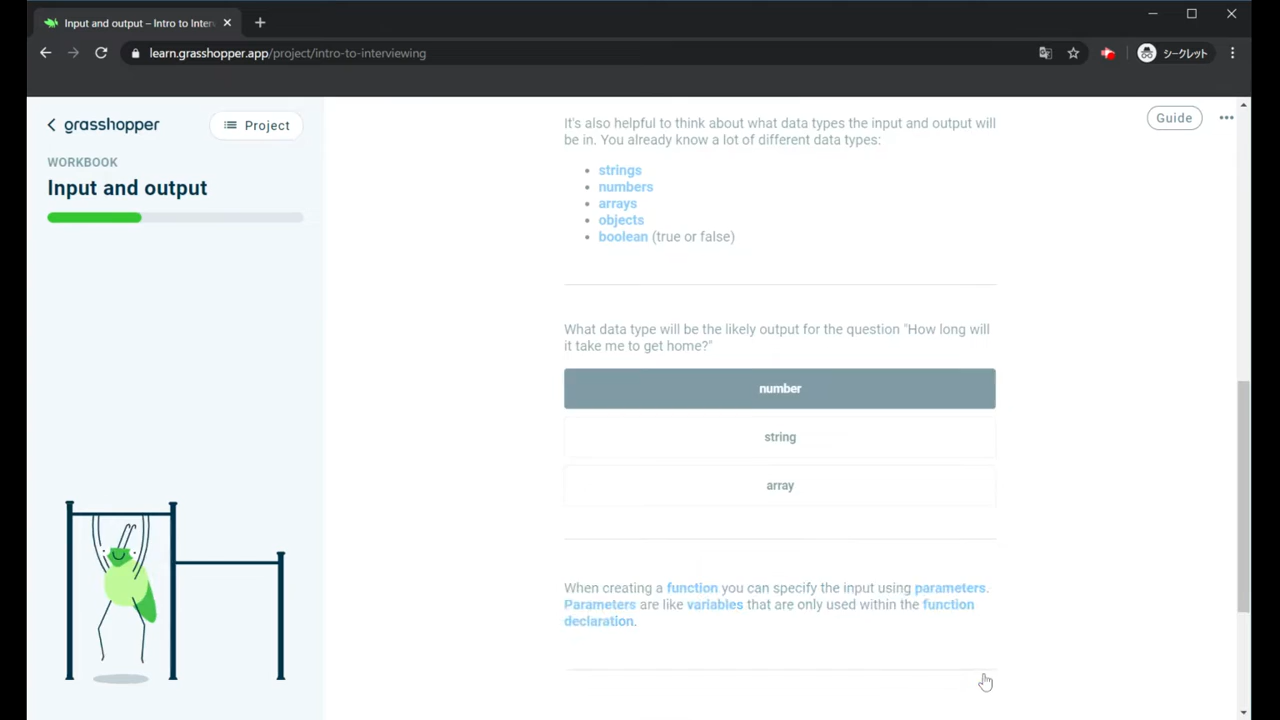 Input and output – Intro to Inter
learn.grasshopper.app/project/intro-to-interviewing
シークレット
grasshopper
Project
WORKBOOK
Input and output
Guide
It's also helpful to think about what data types the input and output will
be in. You already know a lot of different data types:
• strings
• numbers
• arrays
• objects
• boolean (true or false)
What data type will be the likely output for the question "How long will
it take me to get home?"
number
string
array
When creating a function you can specify the input using parameters.
Parameters are like variables that are only used within the function
declaration.